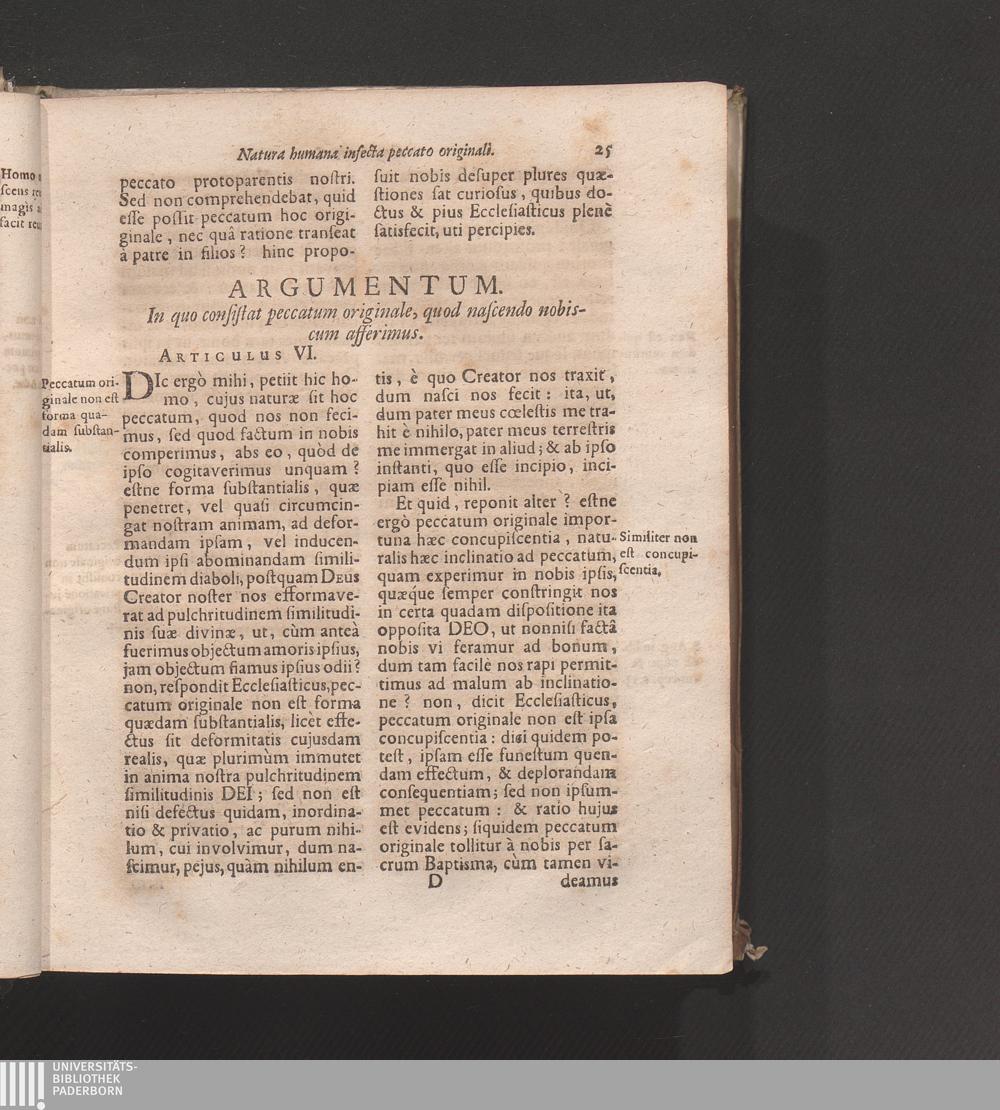 Natura humana insecta peccato originali. 25
peccato protoparentis nostri.
Sed non comprehendebat, quid
esse possit peccatum hoc origi-
ginale, nec quâ ratione transeat
à patre in filios? hinc propo-
suit nobis desuper plures quæ-
stiones sat curiosus, quibus do-
ctus & pius Ecclesiasticus plenè
satisfecit, uti percipies.
ARGUMENTUM.
In quo consistat peccatum originale, quod nascendo nobis-
cum afferimus.
ARTICULUS VI.
Peccatum ori-
ginale non est
forma qua-
dam substan-
tialis.
DIc ergò mihi, petiit hic ho-
mo, cujus naturæ sit hoc
peccatum, quod nos non feci-
mus, sed quod factum in nobis
comperimus, abs eo, quòd de
ipso cogitaverimus unquam?
estne forma substantialis, quæ
penetret, vel quasi circumcin-
gat nostram animam, ad defor-
mandam ipsam, vel inducen-
dum ipsi abominandam simili-
tudinem diaboli, postquam DEUS
Creator noster nos efformave-
rat ad pulchritudinem similitudi-
nis suæ divinæ, ut, cùm anteà
fuerimus objectum amoris ipsius,
jam objectum fiamus ipsius odii?
non, respondit Ecclesiasticus, pec-
catum originale non est forma
quædam substantialis, licèt effe-
ctus sit deformitatis cujusdam
realis, quæ plurimùm immutet
in anima nostra pulchritudinem
similitudinis DEI; sed non est
nisi defectus quidam, inordina-
tio & privatio, ac purum nihi-
lum, cui involvimur, dum na-
scimur, pejus, quàm nihilum en-
tis, è quo Creator nos traxit,
dum nasci nos fecit: ita, ut,
dum pater meus cœlestis me tra-
hit è nihilo, pater meus terrestris
me immergat in aliud; & ab ipso
instanti, quo esse incipio, inci-
piam esse nihil.
Et quid, reponit alter? estne
ergò peccatum originale impor-
tuna hæc concupiscentia, natu-
ralis hæc inclinatio ad peccatum,
quam experimur in nobis ipsis,
quæque semper constringit nos
in certa quadam dispositione ita
opposita DEO, ut nonnisi factâ
nobis vi feramur ad bonum,
dum tam facilè nos rapi permit-
timus ad malum ab inclinatio-
ne? non, dicit Ecclesiasticus,
peccatum originale non est ipsa
concupiscentia: dici quidem po-
test, ipsam esse funestum quen-
dam effectum, & deplorandam
consequentiam; sed non ipsum-
met peccatum: & ratio hujus
est evidens; siquidem peccatum
originale tollitur à nobis per sa-
crum Baptisma, cùm tamen vi-
Similiter non
est concupi-
scentia.
D deamus
Homo
magis
UNIVERSITÄTS-
BIBLIOTHEK
PADERBORN